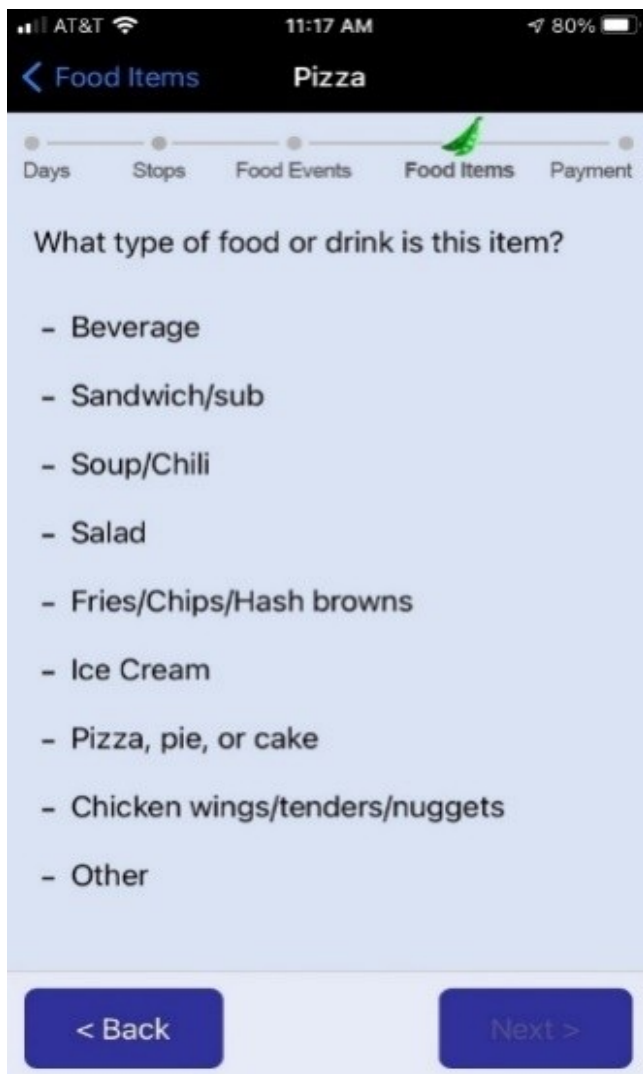 AT&T 11:17 AM 80%
< Food Items Pizza
Days Stops Food Events Food Items Payment
What type of food or drink is this item?
– Beverage
– Sandwich/sub
– Soup/Chili
– Salad
– Fries/Chips/Hash browns
– Ice Cream
– Pizza, pie, or cake
– Chicken wings/tenders/nuggets
– Other
< Back Next >